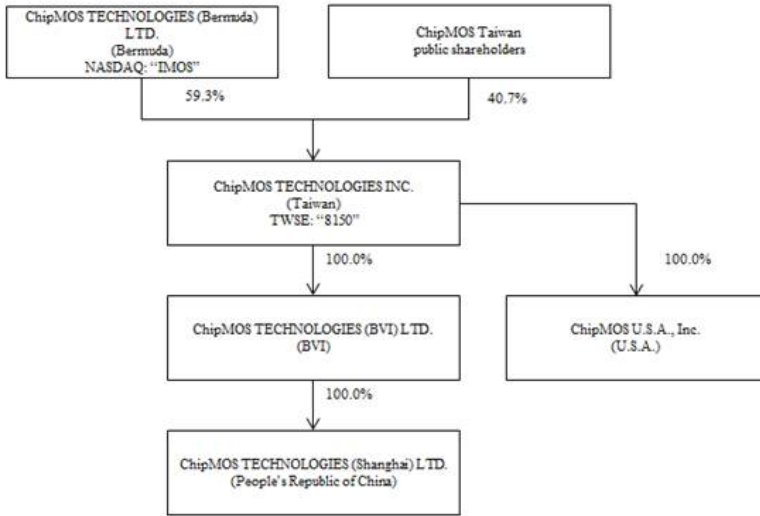 ChipMOS TECHNOLOGIES (Bermuda)
LTD.
(Bermuda)
NASDAQ: “IMOS”
ChipMOS Taiwan
public shareholders
59.3%
40.7%
ChipMOS TECHNOLOGIES INC.
(Taiwan)
TWSE: “8150”
100.0%
100.0%
ChipMOS TECHNOLOGIES (BVI) LTD.
(BVI)
ChipMOS U.S.A., Inc.
(U.S.A.)
100.0%
ChipMOS TECHNOLOGIES (Shanghai) LTD.
(People’s Republic of China)